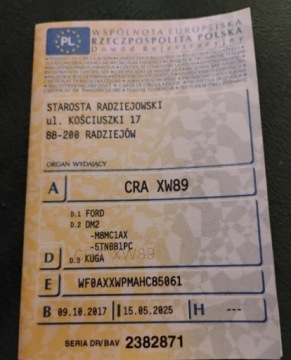 PL
WSPÓLNOTA EUROPEJSKA
RZECZPOSPOLITA POLSKA
Dowód Rejestracyjny
STAROSTA RADZIEJOWSKI
ul. KOŚCIUSZKI 17
88-200 RADZIEJÓW
ORGAN WYDAJĄCY
A CRA XW89
D.1 FORD
D.2 DM2
-M8MC1AX
-5TNBB1PC
D D.3 KUGA
E WF0AXXWPMAHC85061
B 09.10.2017 I 15.05.2025 H ---
SERIA DR/BAV 2382871